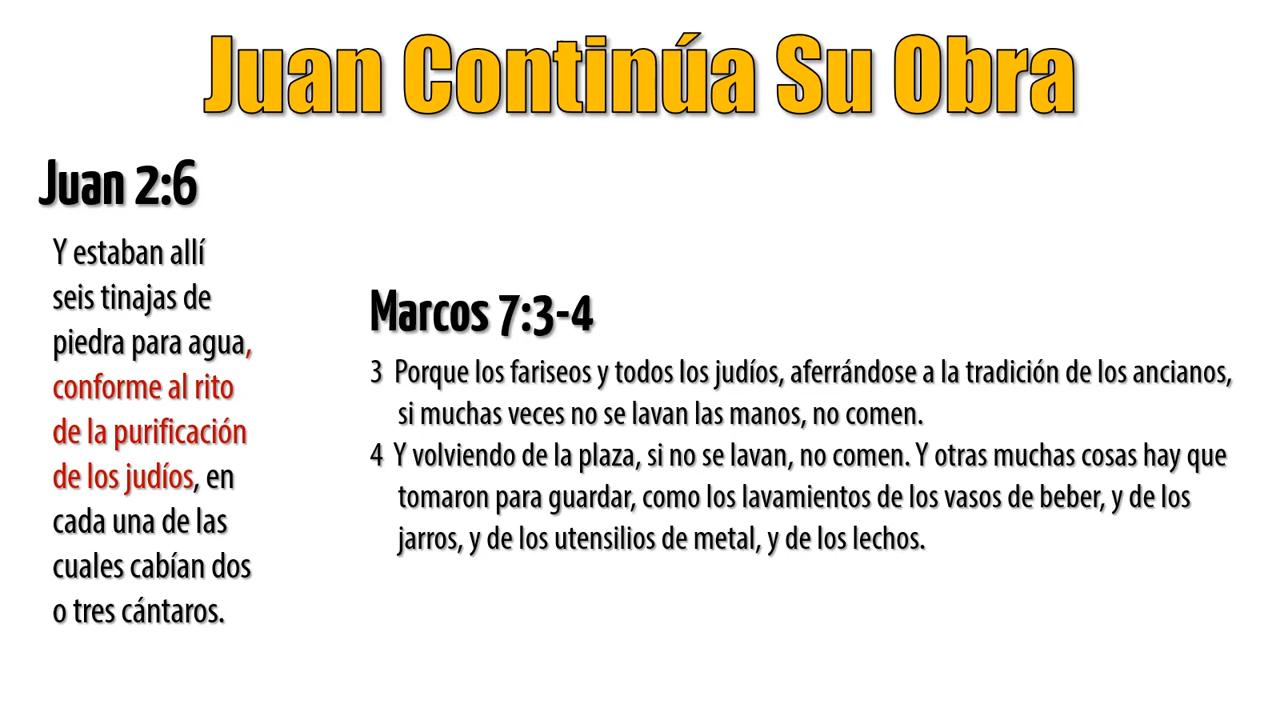 Juan Continúa Su Obra
Juan 2:6
Y estaban allí
seis tinajas de
piedra para agua,
conforme al rito
de la purificación
de los judíos, en
cada una de las
cuales cabían dos
o tres cántaros.
Marcos 7:3-4
3 Porque los fariseos y todos los judíos, aferrándose a la tradición de los ancianos,
si muchas veces no se lavan las manos, no comen.
4 Y volviendo de la plaza, si no se lavan, no comen. Y otras muchas cosas hay que
tomaron para guardar, como los lavamientos de los vasos de beber, y de los
jarros, y de los utensilios de metal, y de los lechos.